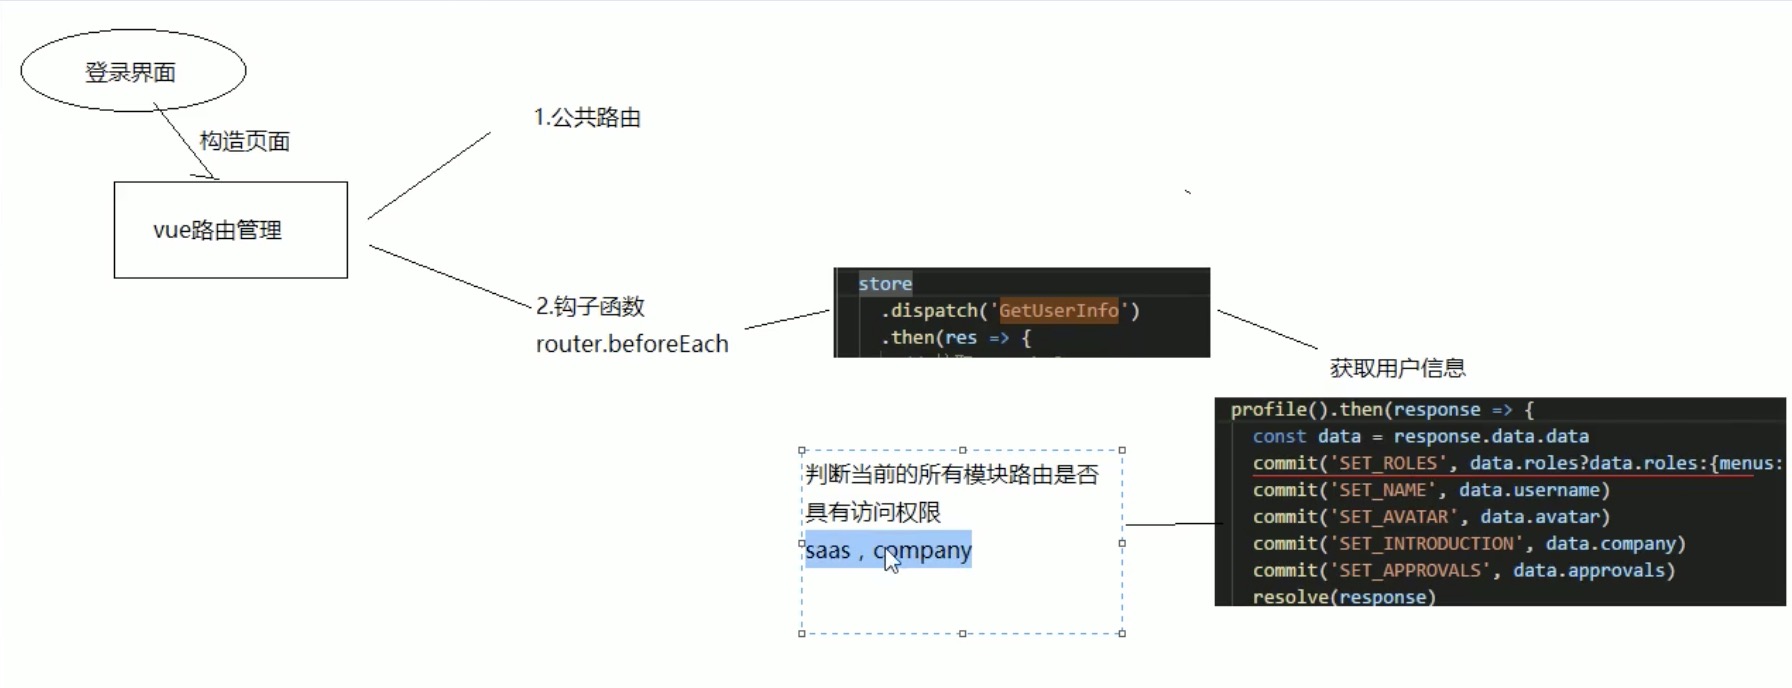 登录界面
构造页面
vue路由管理
1.公共路由
2.钩子函数
router.beforeEach
store
.dispatch('GetUserInfo')
.then(res => {
获取用户信息
profile().then(response => {
const data = response.data.data
commit('SET_ROLES', data.roles?data.roles:{menus:
commit('SET_NAME', data.username)
commit('SET_AVATAR', data.avatar)
commit('SET_INTRODUCTION', data.company)
commit('SET_APPROVALS', data.approvals)
resolve(response)
判断当前的所有模块路由是否
具有访问权限
saas，company